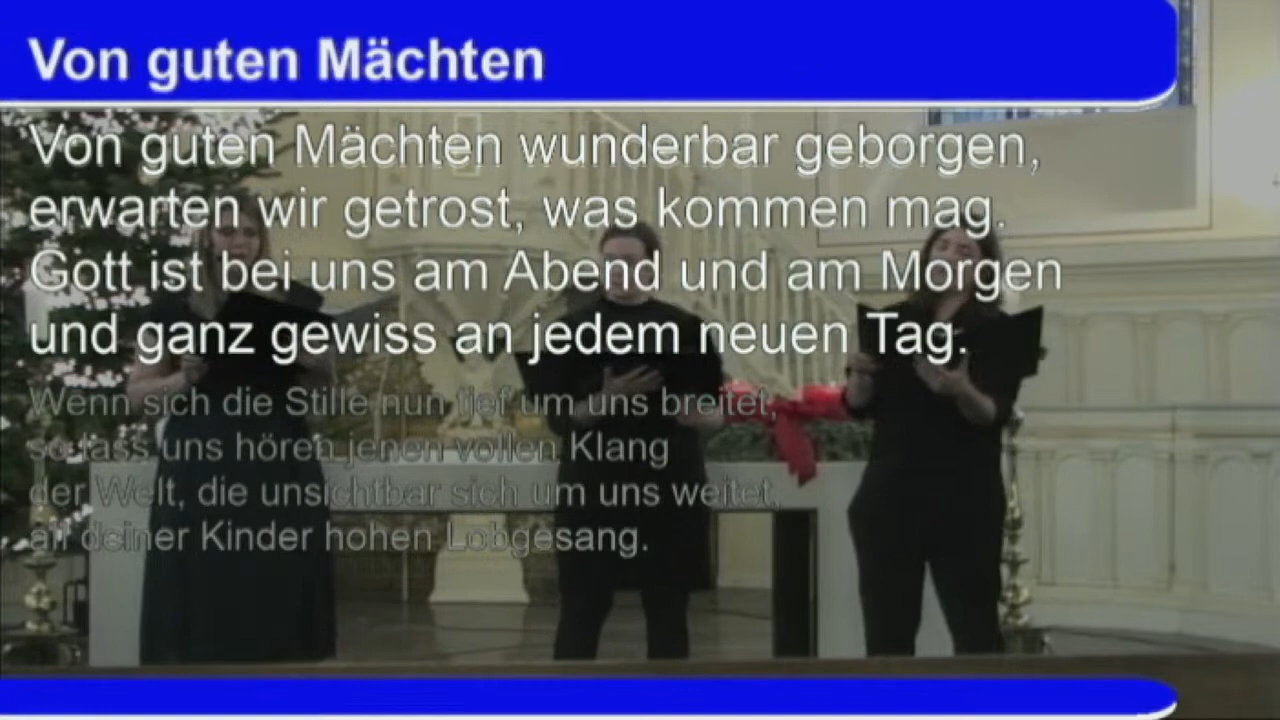 Von guten Mächten
Von guten Mächten wunderbar geborgen,
erwarten wir getrost, was kommen mag.
Gott ist bei uns am Abend und am Morgen
und ganz gewiss an jedem neuen Tag.
Wenn sich die Stille nun tief um uns breitet,
so lass uns hören jenen vollen Klang
der Welt, die unsichtbar sich um uns weitet,
all deiner Kinder hohen Lobgesang.